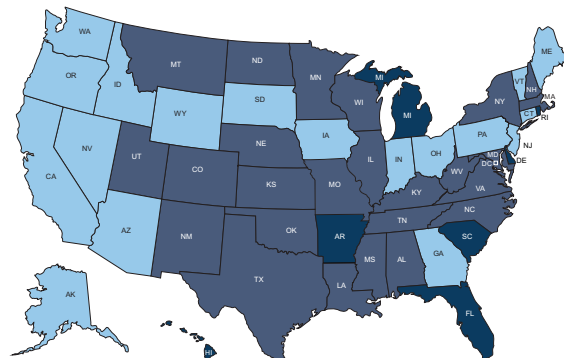 WA
ME
MT
ND
VT
MN
OR
NH
ID
MI
WI
NY
MA
SD
MI
CT
RI
WY
IA
PA
NJ
NE
OH
NV
IL
IN
MD
DE
UT
DC
CO
WV
CA
KS
MO
VA
KY
NC
TN
AZ
OK
AR
SC
NM
MS
AL
GA
TX
LA
AK
FL
HI